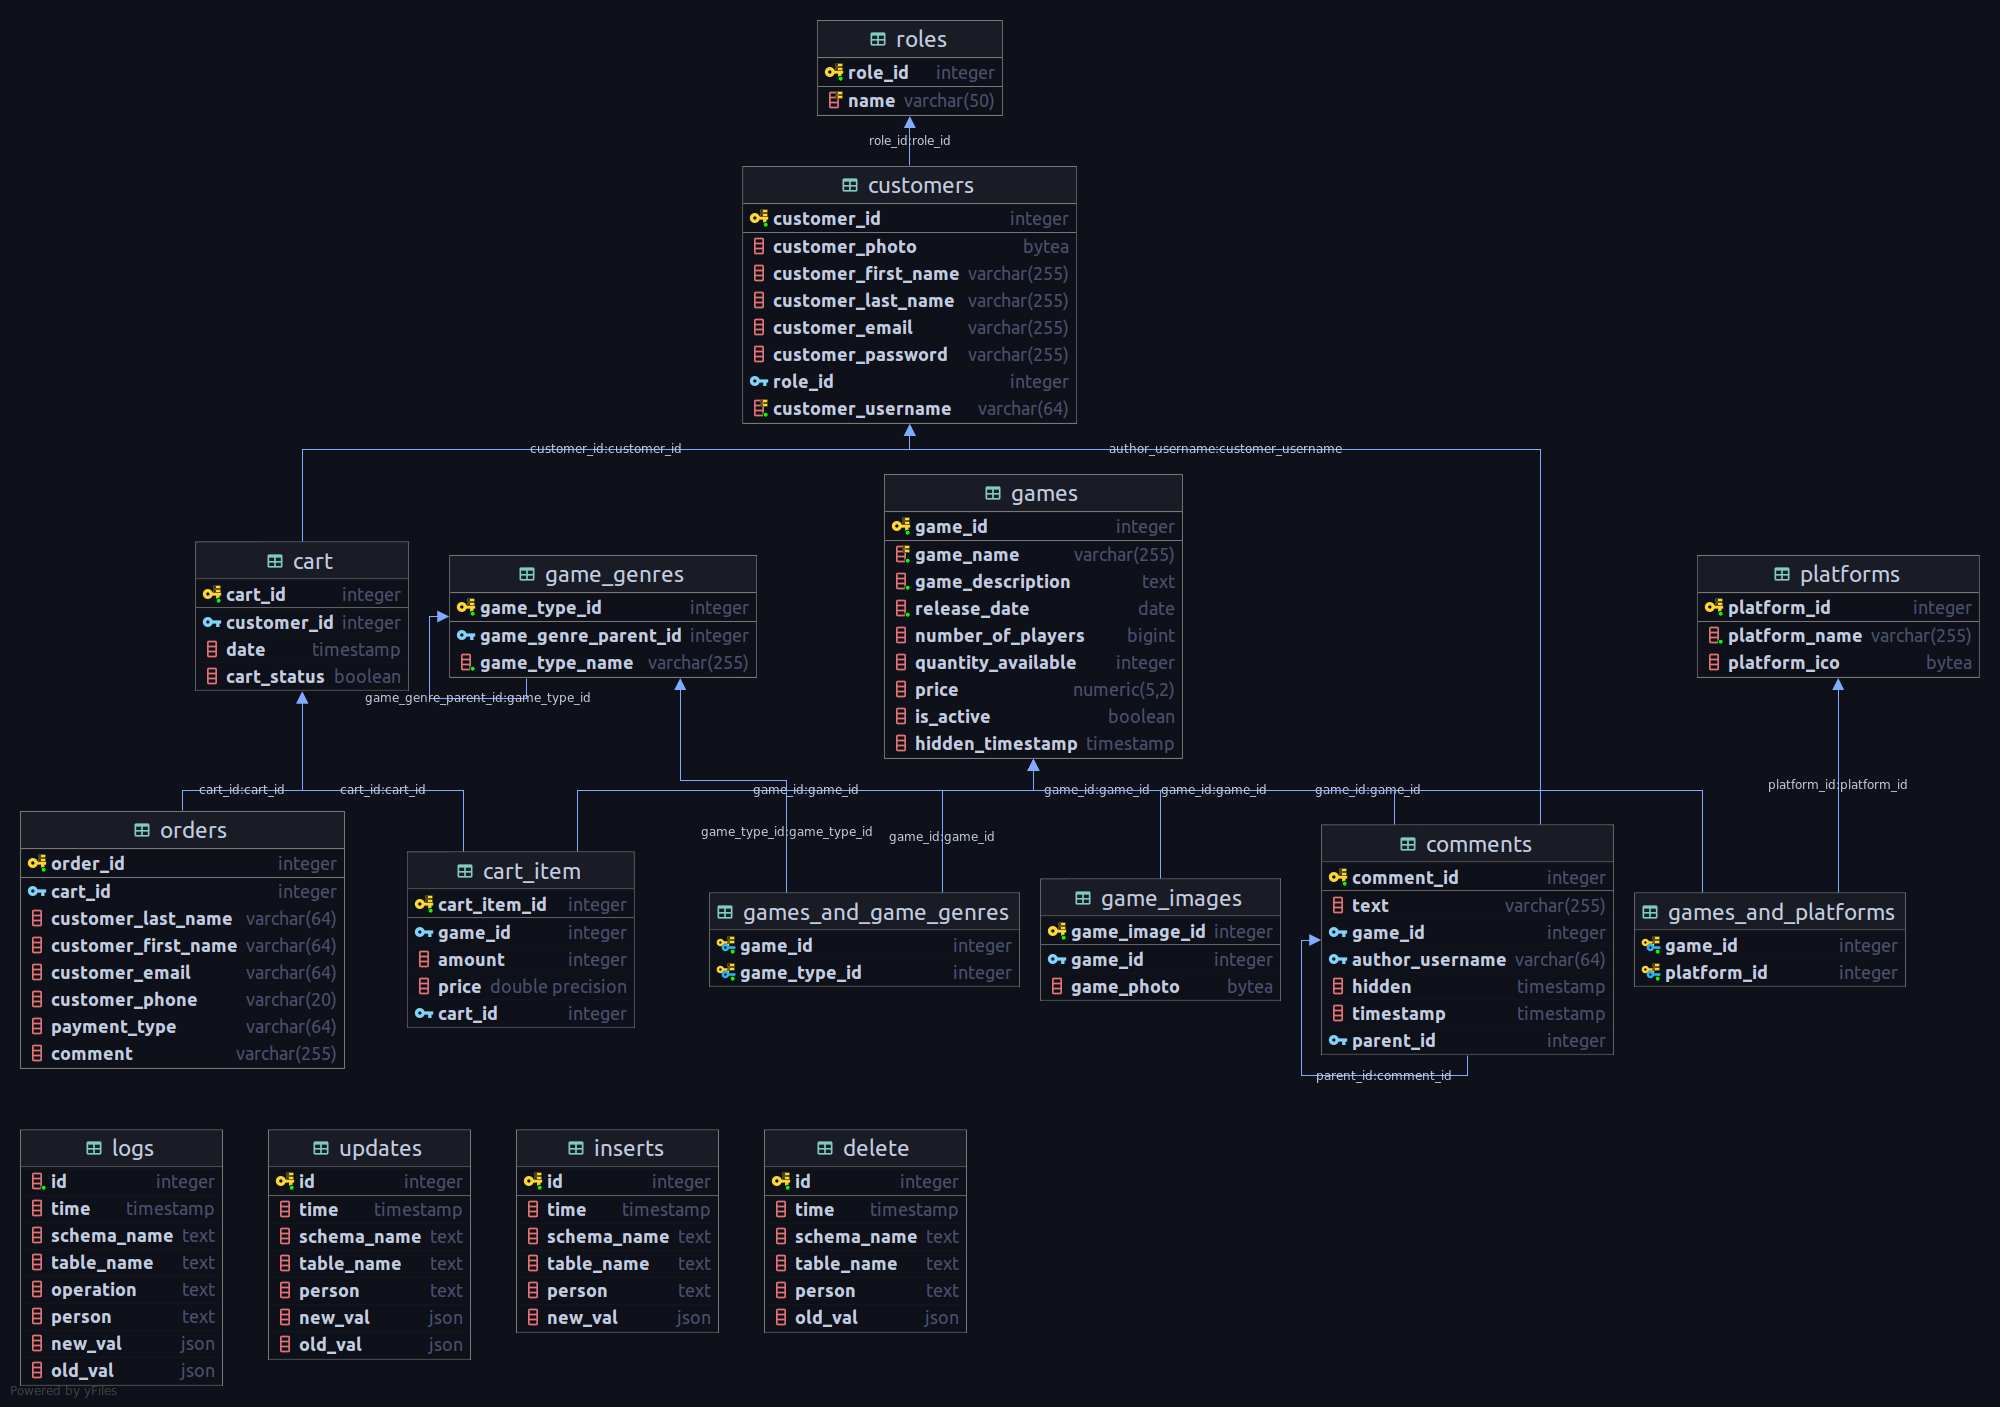 roles
role_id integer
name varchar(50)
role_id:role_id
customers
customer_id integer
customer_photo bytea
customer_first_name varchar(255)
customer_last_name varchar(255)
customer_email varchar(255)
customer_password varchar(255)
role_id integer
customer_username varchar(64)
customer_id:customer_id
author_username:customer_username
games
game_id integer
game_name varchar(255)
game_description text
release_date date
number_of_players bigint
quantity_available integer
price numeric(5,2)
is_active boolean
hidden_timestamp timestamp
cart
cart_id integer
customer_id integer
date timestamp
cart_status boolean
game_genres
game_type_id integer
game_genre_parent_id integer
game_type_name varchar(255)
game_genre_parent_id:game_type_id
platforms
platform_id integer
platform_name varchar(255)
platform_ico bytea
cart_id:cart_id
cart_id:cart_id
game_id:game_id
game_id:game_id
game_id:game_id
game_id:game_id
platform_id:platform_id
game_type_id:game_type_id
game_id:game_id
orders
order_id integer
cart_id integer
customer_last_name varchar(64)
customer_first_name varchar(64)
customer_email varchar(64)
customer_phone varchar(20)
payment_type varchar(64)
comment varchar(255)
cart_item
cart_item_id integer
game_id integer
amount integer
price double precision
cart_id integer
games_and_game_genres
game_id integer
game_type_id integer
game_images
game_image_id integer
game_id integer
game_photo bytea
comments
comment_id integer
text varchar(255)
game_id integer
author_username varchar(64)
hidden timestamp
timestamp timestamp
parent_id integer
parent_id:comment_id
games_and_platforms
game_id integer
platform_id integer
logs
id integer
time timestamp
schema_name text
table_name text
operation text
person text
new_val json
old_val json
updates
id integer
time timestamp
schema_name text
table_name text
person text
new_val json
old_val json
inserts
id integer
time timestamp
schema_name text
table_name text
person text
new_val json
delete
id integer
time timestamp
schema_name text
table_name text
person text
old_val json
Powered by yFiles